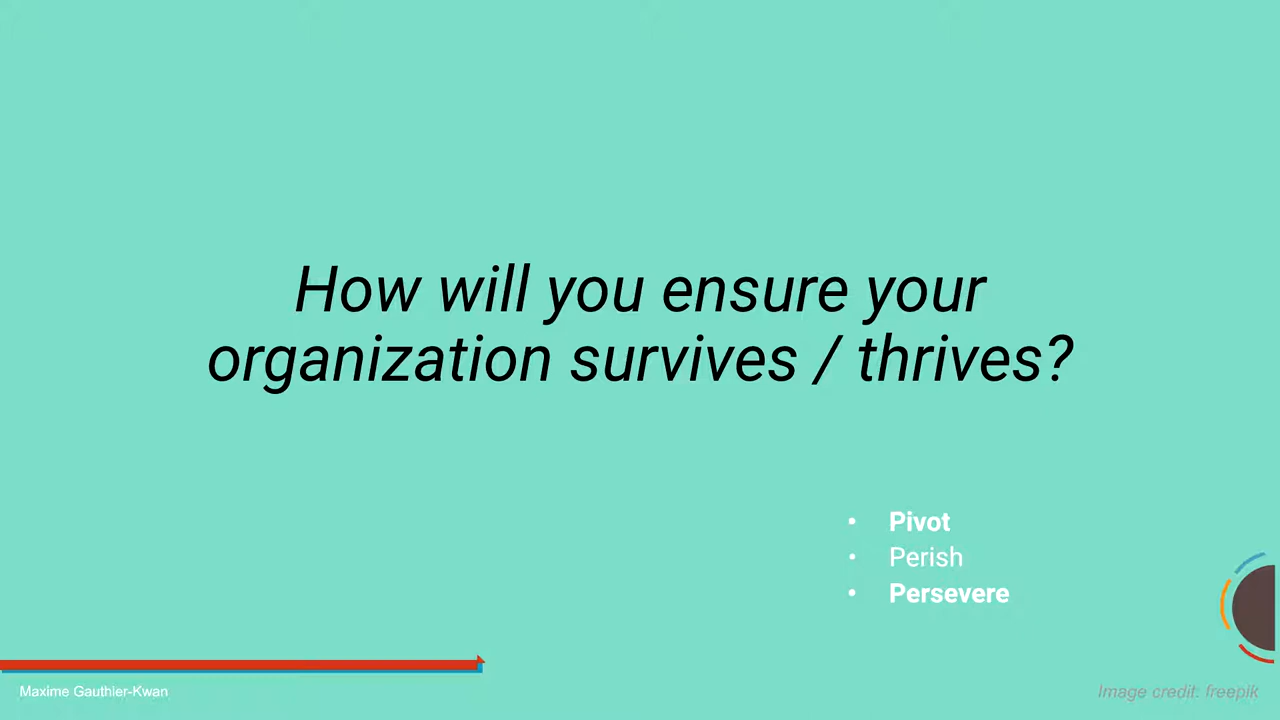 How will you ensure your
organization survives / thrives?
• Pivot
• Perish
• Persevere
Maxime Gauthier-Kwan
Image credit: freepik